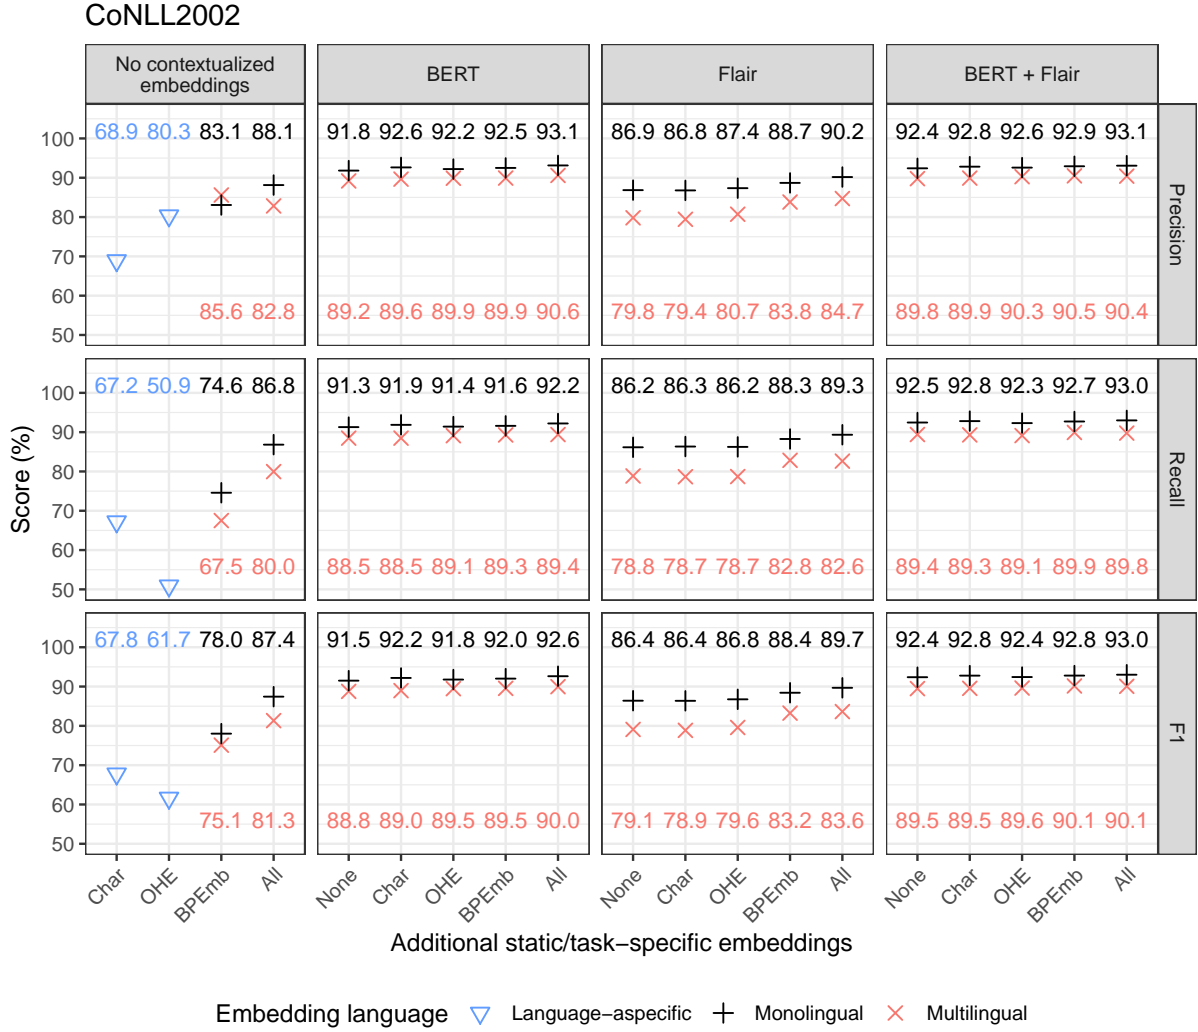 CoNLL2002
No contextualized
embeddings
BERT
Flair
BERT + Flair
68.9 80.3 83.1 88.1
91.8 92.6 92.2 92.5 93.1
86.9 86.8 87.4 88.7 90.2
92.4 92.8 92.6 92.9 93.1
100
90
80
70
60
50
85.6 82.8
89.2 89.6 89.9 89.9 90.6
79.8 79.4 80.7 83.8 84.7
89.8 89.9 90.3 90.5 90.4
Precision
67.2 50.9 74.6 86.8
91.3 91.9 91.4 91.6 92.2
86.2 86.3 86.2 88.3 89.3
92.5 92.8 92.3 92.7 93.0
100
90
80
70
60
50
67.5 80.0
88.5 88.5 89.1 89.3 89.4
78.8 78.7 78.7 82.8 82.6
89.4 89.3 89.1 89.9 89.8
Recall
Score (%)
67.8 61.7 78.0 87.4
91.5 92.2 91.8 92.0 92.6
86.4 86.4 86.8 88.4 89.7
92.4 92.8 92.4 92.8 93.0
100
90
80
70
60
50
75.1 81.3
88.8 89.0 89.5 89.5 90.0
79.1 78.9 79.6 83.2 83.6
89.5 89.5 89.6 90.1 90.1
F1
Char OHE BPEmb All
None Char OHE BPEmb All
None Char OHE BPEmb All
None Char OHE BPEmb All
Additional static/task−specific embeddings
Embedding language Language−aspecific Monolingual Multilingual